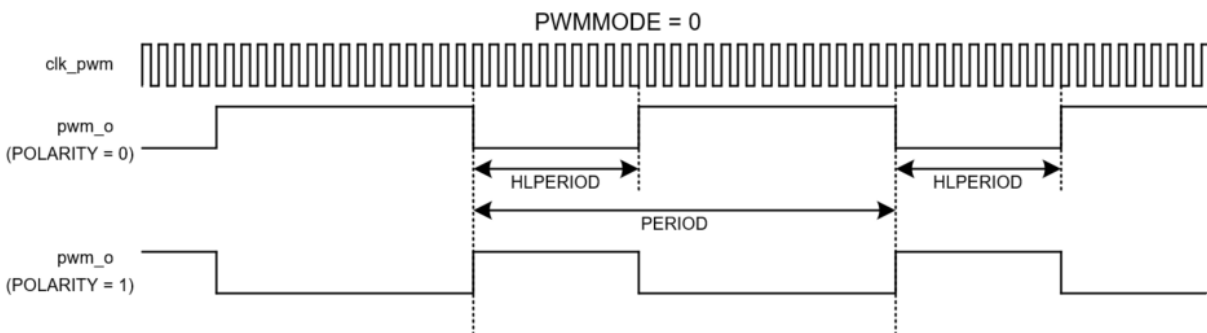 PWMMODE = 0
clk_pwm
pwm_o
(POLARITY = 0)
HLPERIOD
HLPERIOD
PERIOD
pwm_o
(POLARITY = 1)